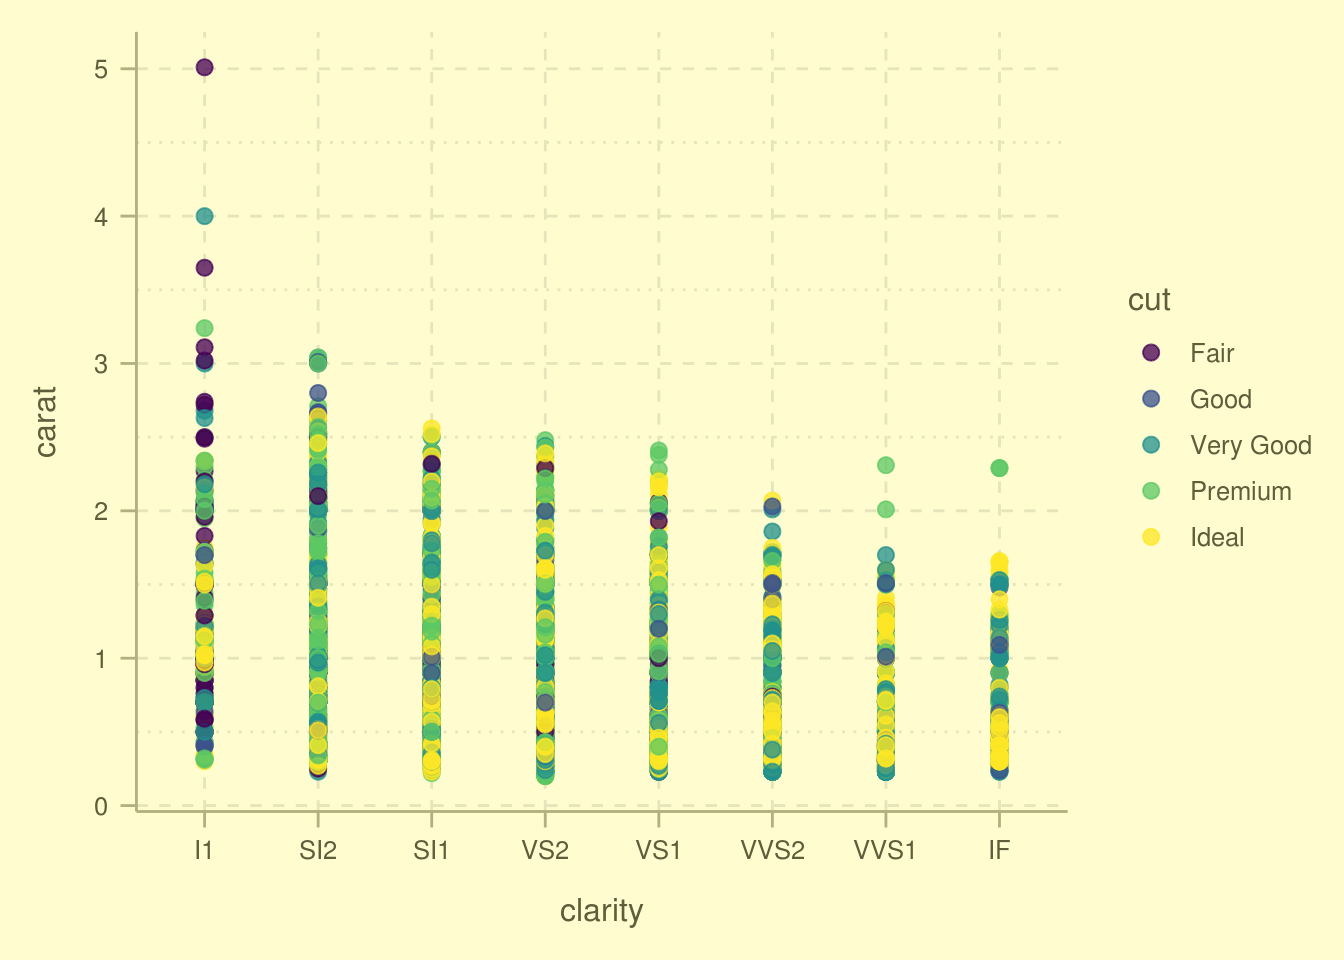 5
4
3
2
1
0
carat
I1 SI2 SI1 VS2 VS1 VVS2 VVS1 IF
clarity
cut
Fair
Good
Very Good
Premium
Ideal